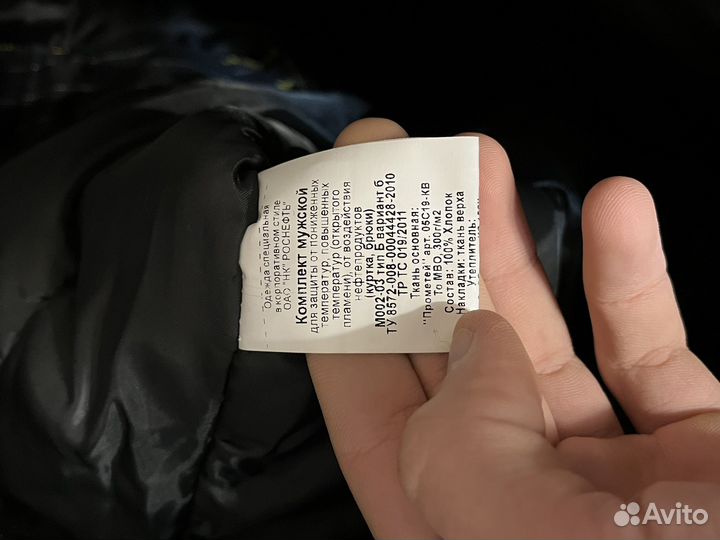 Одежда специальная
в корпоративном стиле
ОАО "НК" РОСНЕФТЬ"
Комплект мужской
для защиты от пониженных
температур, повышенных
температур (открытого
пламени), от воздействия
нефтепродуктов
(куртка, брюки)
М002-03 тип Б вариант б
ТУ 8572-008-00044428-2010
ТР ТС 019/2011
Ткань основная:
"Прометей" арт. 05С19-КВ
То МВО, 300г/м2
Состав: 100% Хлопок
Накладки: ткань верха
Утеплитель:
Avito